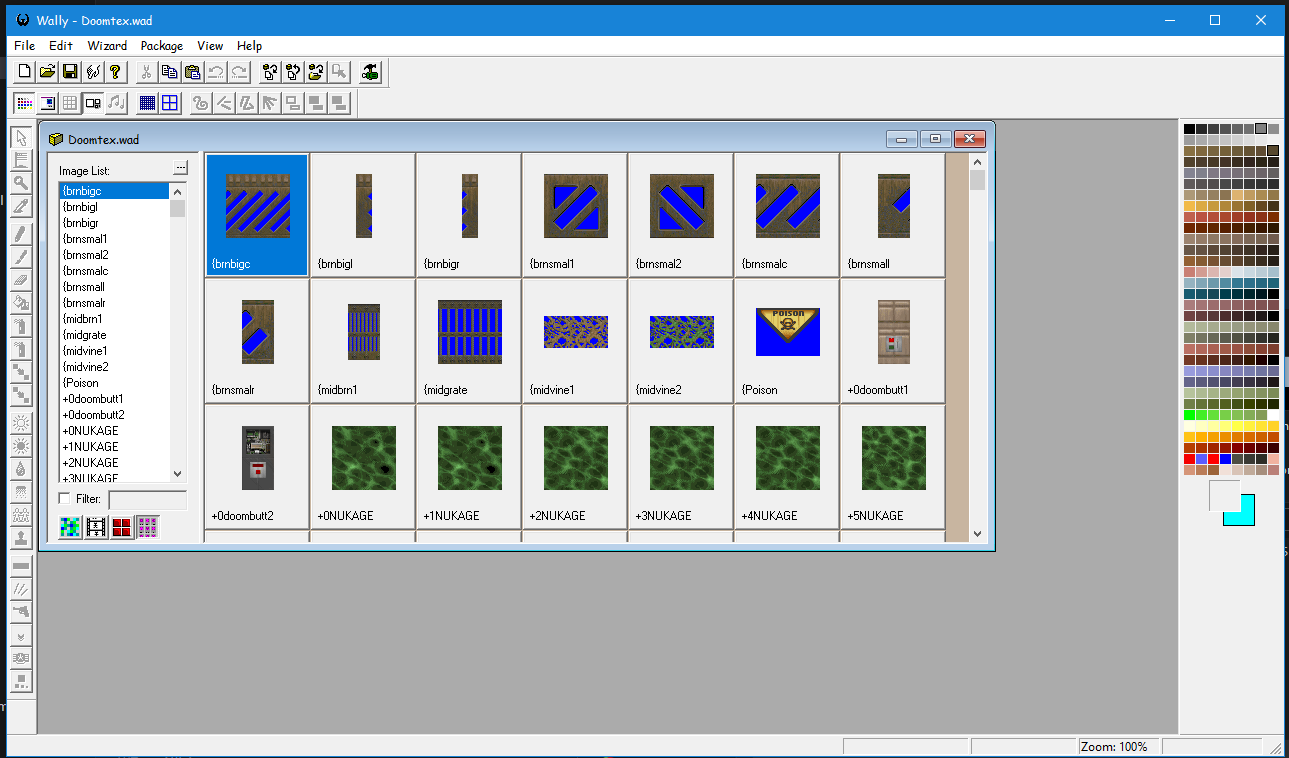 Wally - Doomtex.wad
File Edit Wizard Package View Help
Doomtex.wad
Image List:
{brnbigc
{brnbigl
{brnbigr
{brnsmal1
{brnsmal2
{brnsmalc
{brnsmall
{brnsmalr
{midbrn1
{midgrate
{midvine1
{midvine2
{Poison
+0doombutt1
+0doombutt2
+0NUKAGE
+1NUKAGE
+2NUKAGE
+3NUKAGE
Filter:
{brnbigc {brnbigl {brnbigr {brnsmal1 {brnsmal2 {brnsmalc {brnsmall
POISON
{brnsmalr {midbrn1 {midgrate {midvine1 {midvine2 {Poison +0doombutt1
+0doombutt2 +0NUKAGE +1NUKAGE +2NUKAGE +3NUKAGE +4NUKAGE +5NUKAGE
Zoom: 100%